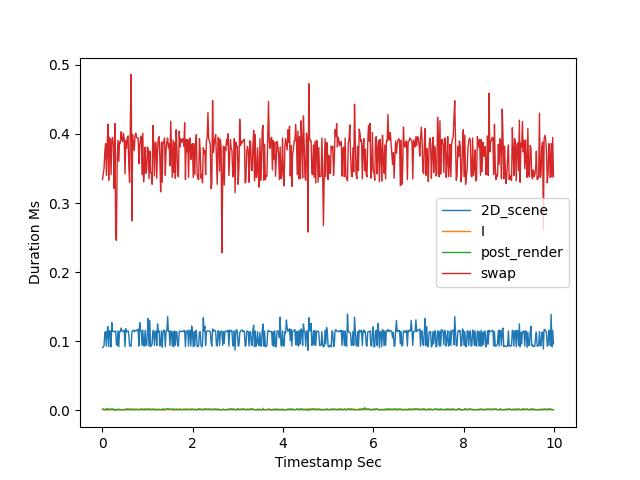 0.5
0.4
0.3
0.2
0.1
0.0
Duration Ms
2D_scene
I
post_render
swap
0
2
4
6
8
10
Timestamp Sec